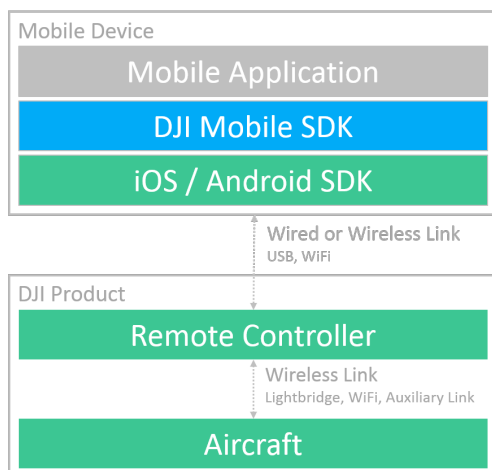 Mobile Device
Mobile Application
DJI Mobile SDK
iOS / Android SDK
Wired or Wireless Link
USB, WiFi
DJI Product
Remote Controller
Wireless Link
Lightbridge, WiFi, Auxiliary Link
Aircraft